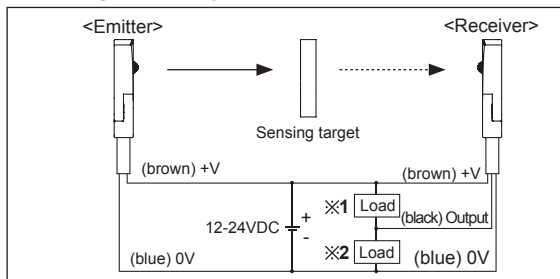 <Emitter> <Receiver>
Sensing target
(brown) +V (brown) +V
※1 Load
(black) Output
12-24VDC + -
※2 Load
(blue) 0V (blue) 0V